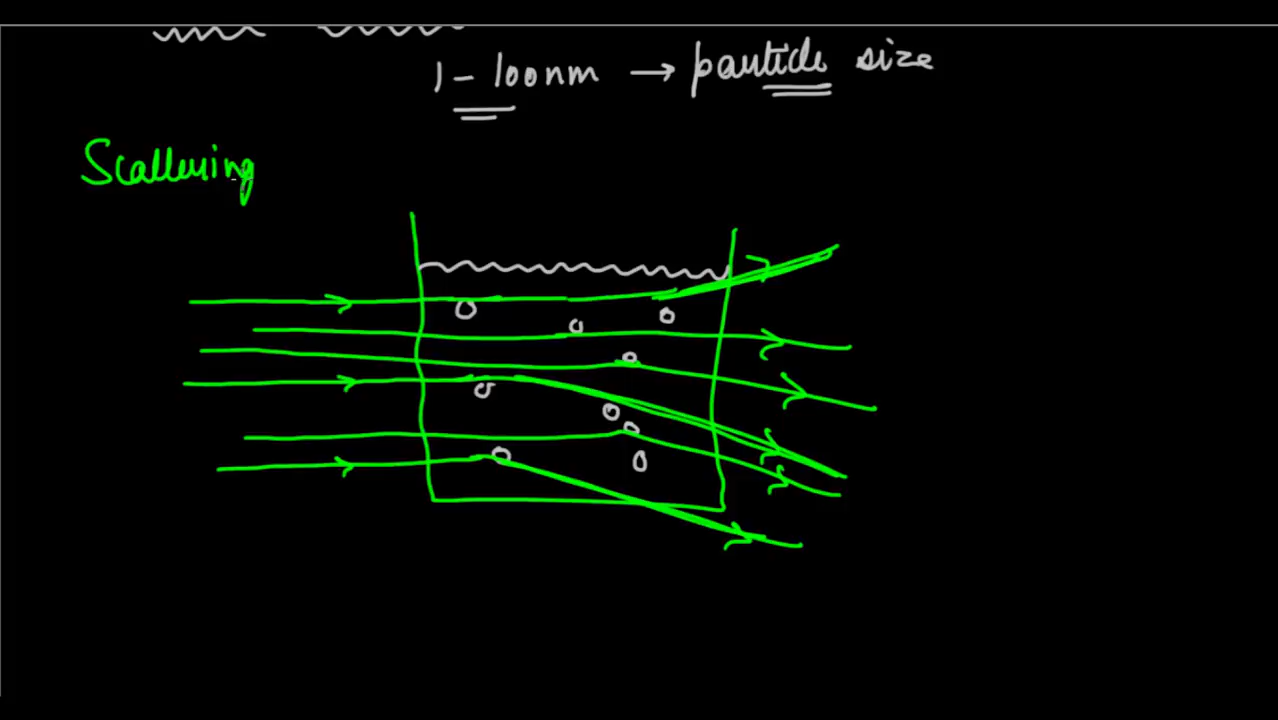 1 - 100nm → particle size
Scattering